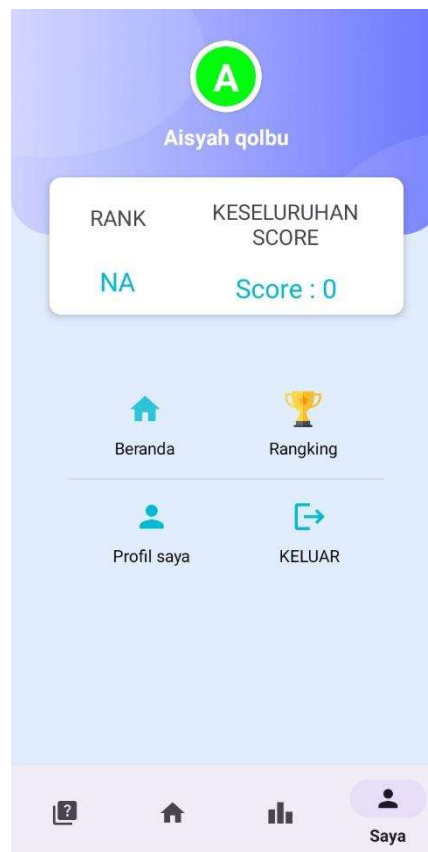 A
Aisyah qolbu
RANK
KESELURUHAN
SCORE
NA
Score : 0
Beranda
Rangking
Profil saya
KELUAR
?
Saya